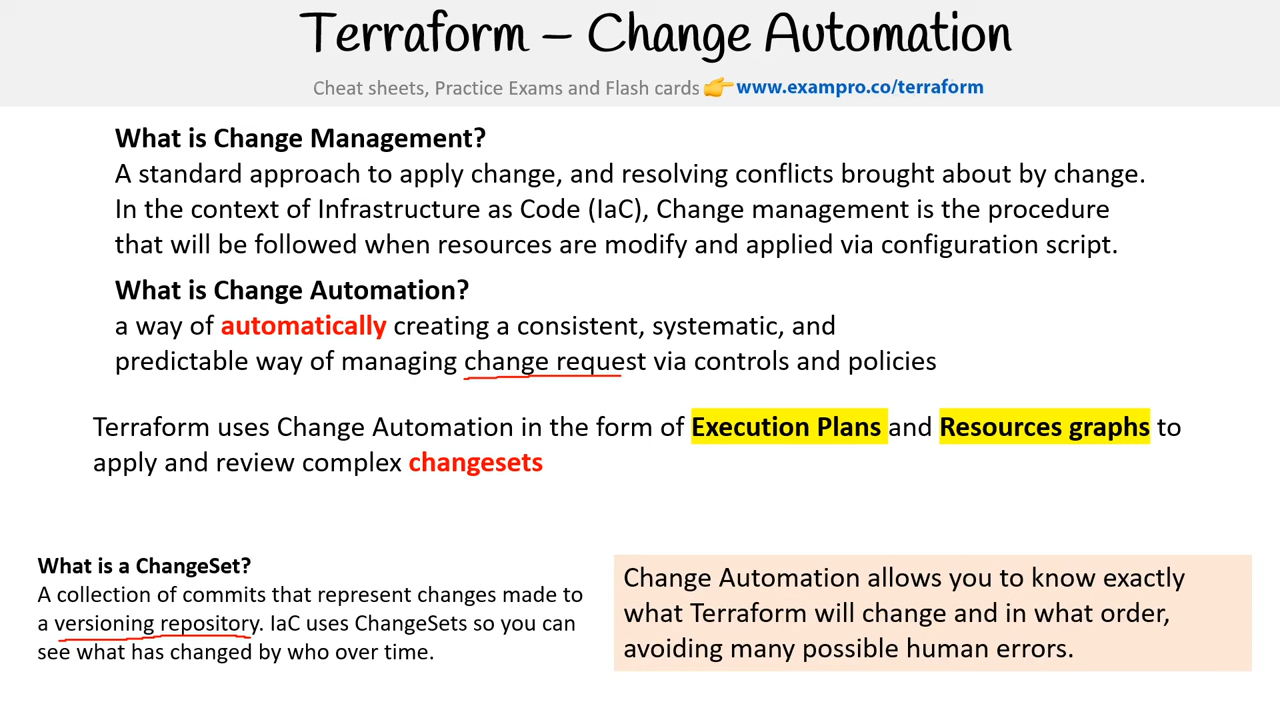 Terraform – Change Automation
Cheat sheets, Practice Exams and Flash cards 👉 www.exampro.co/terraform
What is Change Management?
A standard approach to apply change, and resolving conflicts brought about by change.
In the context of Infrastructure as Code (IaC), Change management is the procedure
that will be followed when resources are modify and applied via configuration script.
What is Change Automation?
a way of automatically creating a consistent, systematic, and
predictable way of managing change request via controls and policies
Terraform uses Change Automation in the form of Execution Plans and Resources graphs to
apply and review complex changesets
What is a ChangeSet?
A collection of commits that represent changes made to
a versioning repository. IaC uses ChangeSets so you can
see what has changed by who over time.
Change Automation allows you to know exactly
what Terraform will change and in what order,
avoiding many possible human errors.